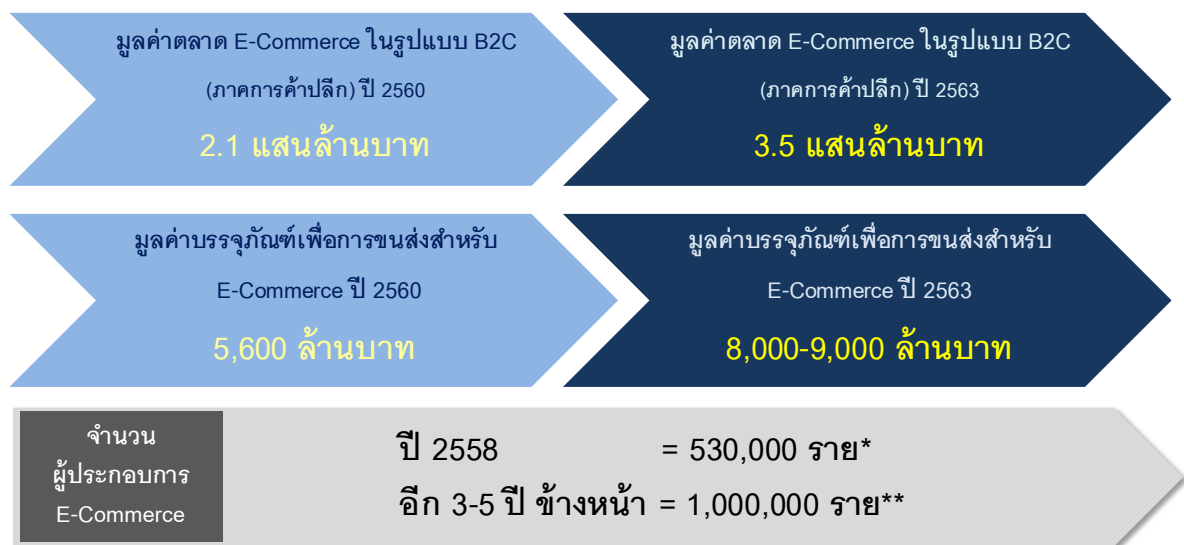 มูลค่าตลาด E-Commerce ในรูปแบบ B2C
(ภาคการค้าปลีก) ปี 2560
2.1 แสนล้านบาท
มูลค่าตลาด E-Commerce ในรูปแบบ B2C
(ภาคการค้าปลีก) ปี 2563
3.5 แสนล้านบาท
มูลค่าบรรจุภัณฑ์เพื่อการขนส่งสำหรับ
E-Commerce ปี 2560
5,600 ล้านบาท
มูลค่าบรรจุภัณฑ์เพื่อการขนส่งสำหรับ
E-Commerce ปี 2563
8,000-9,000 ล้านบาท
จำนวน
ผู้ประกอบการ
E-Commerce
ปี 2558 = 530,000 ราย*
อีก 3-5 ปี ข้างหน้า = 1,000,000 ราย**